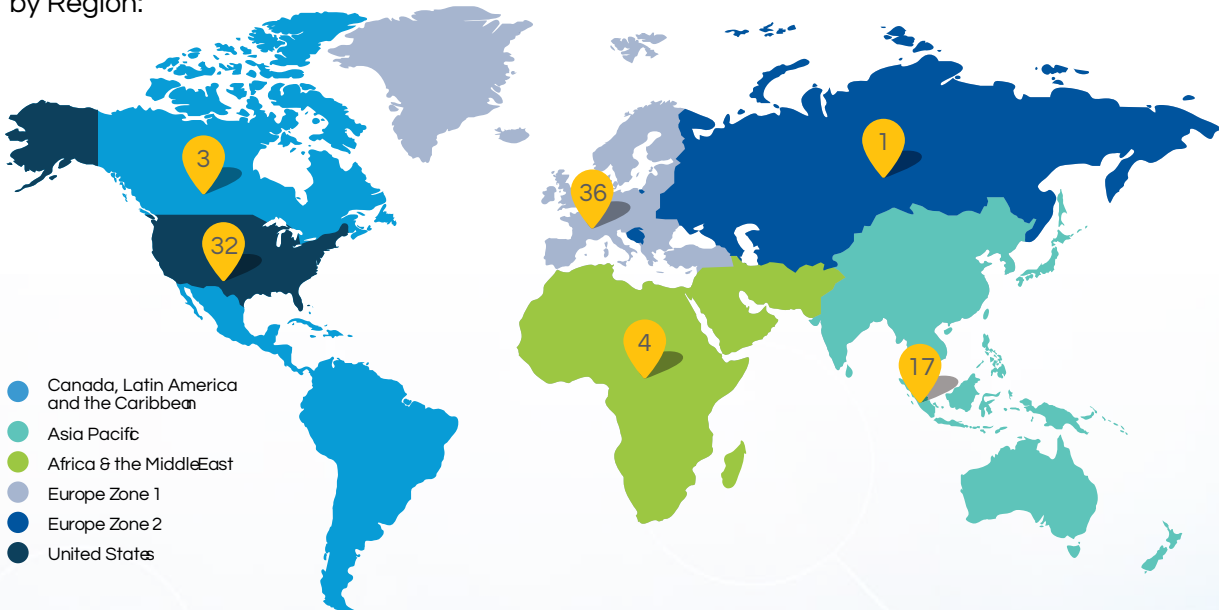 by Region:
3
1
36
32
4
17
Canada, Latin America
and the Caribbean
Asia Pacific
Africa & the MiddleEast
Europe Zone 1
Europe Zone 2
United States